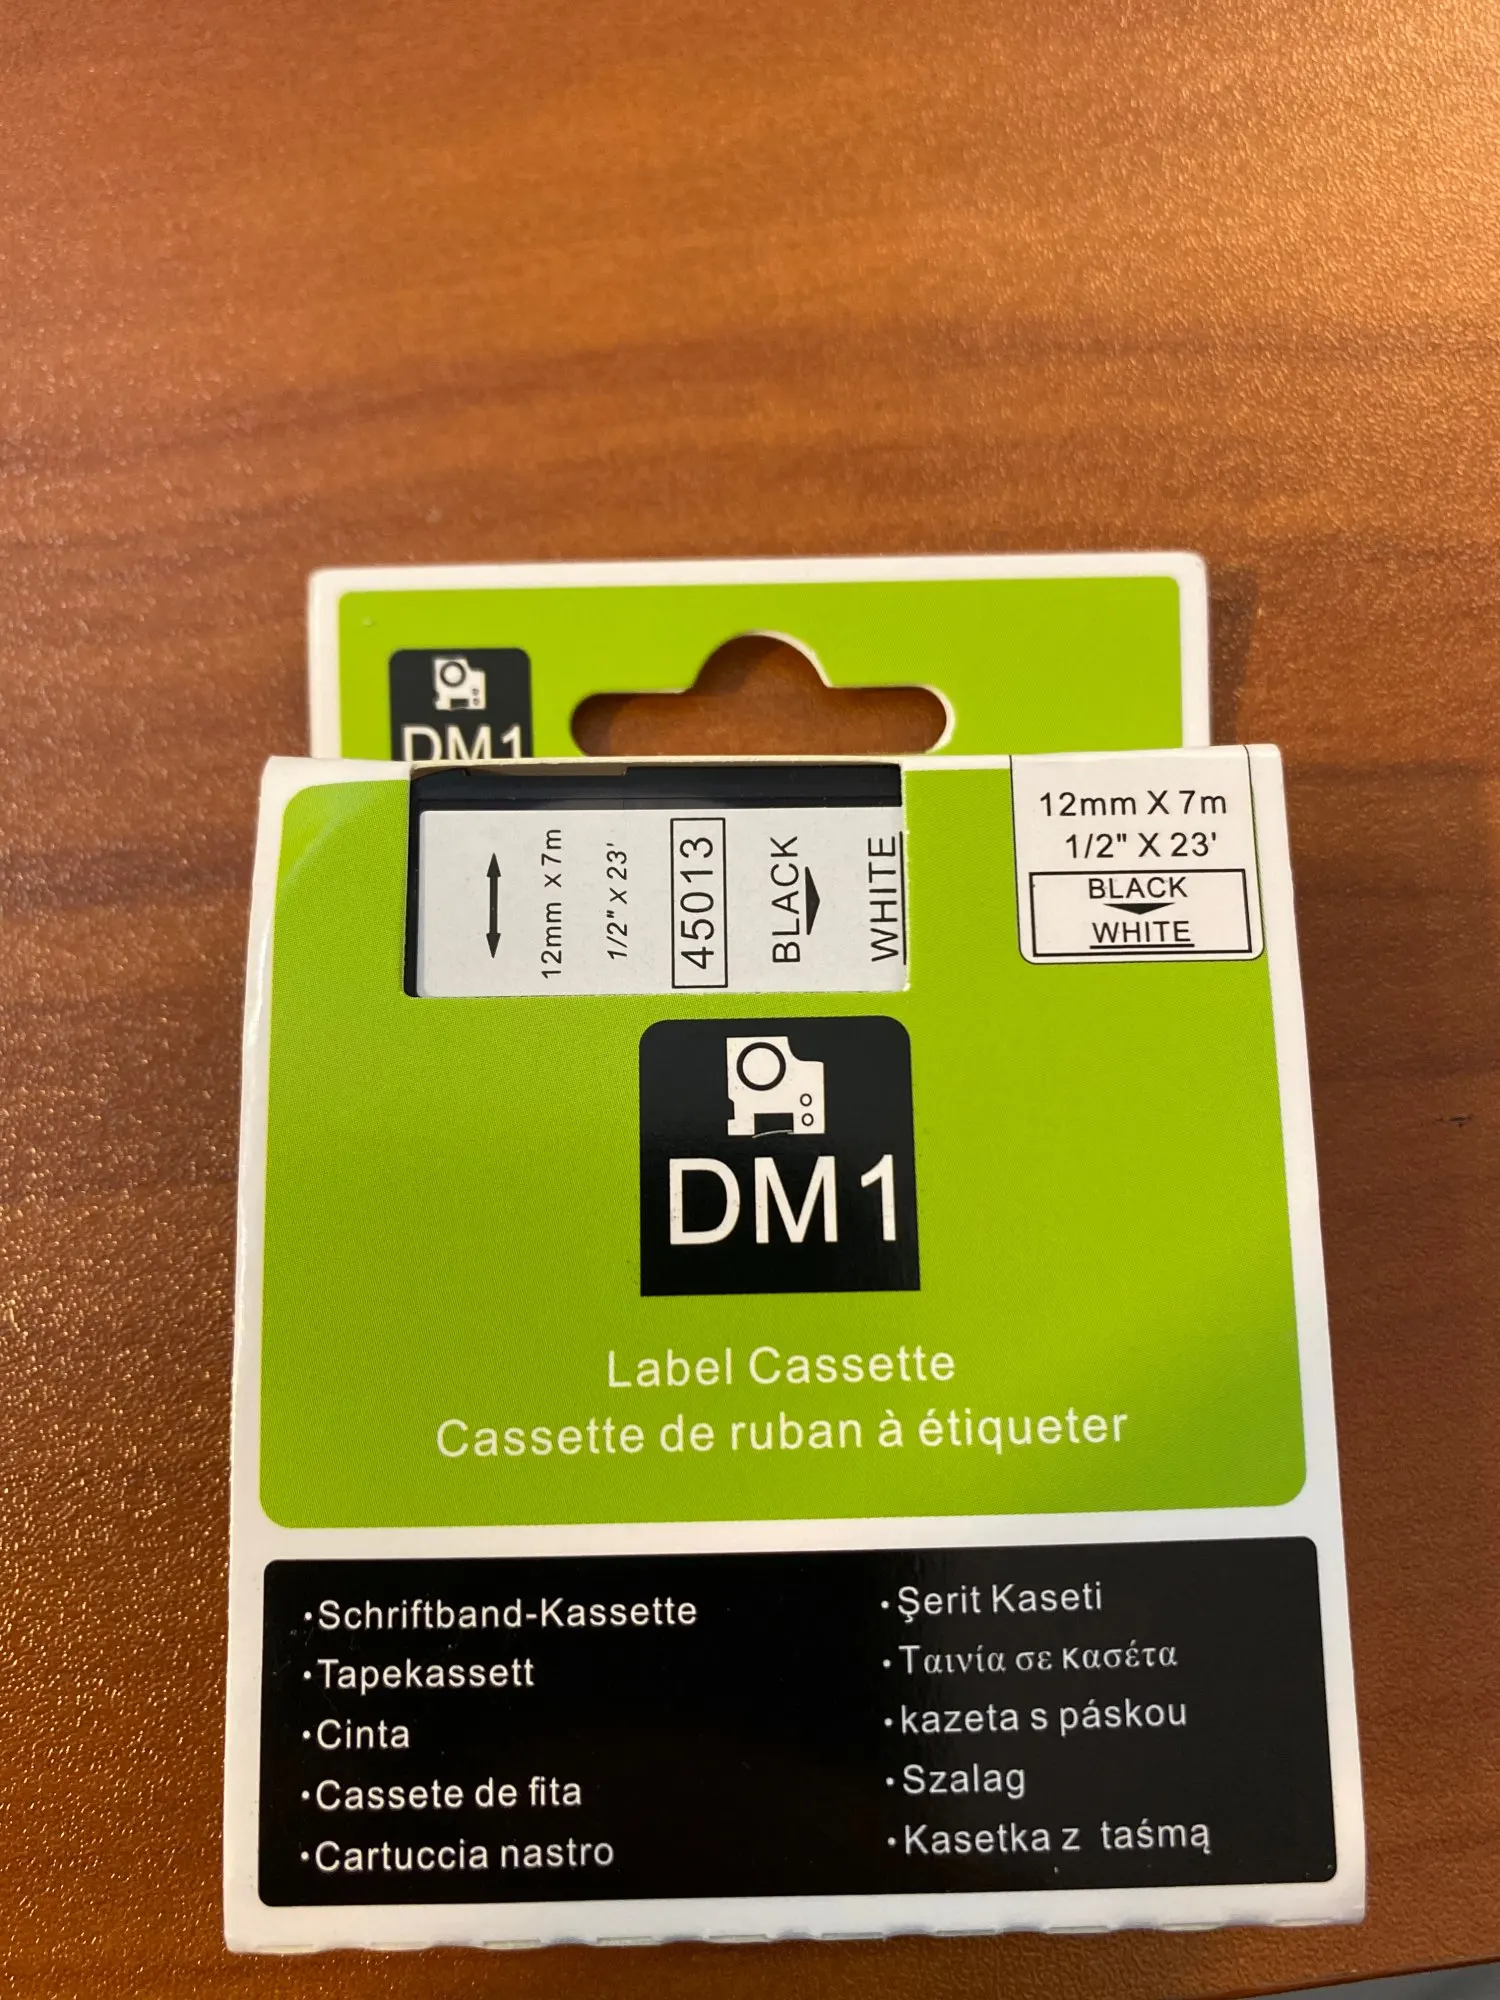 DM1
12mm X 7m
1/2" X 23'
45013
BLACK
WHITE
12mm X 7m
1/2" X 23'
BLACK
WHITE
DM1
Label Cassette
Cassette de ruban à étiqueter
·Schriftband-Kassette
·Tapekassett
·Cinta
·Cassete de fita
·Cartuccia nastro
·Şerit Kaseti
·Ταινία σε κασέτα
·kazeta s páskou
·Szalag
·Kasetka z taśmą